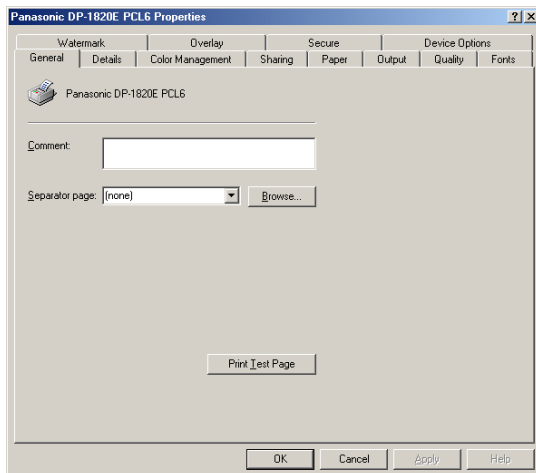 Panasonic DP-1820E PCL6 Properties
Watermark Overlay Secure Device Options
General Details Color Management Sharing Paper Output Quality Fonts
Panasonic DP-1820E PCL6
Comment:
Separator page: (none) Browse...
Print Test Page
OK Cancel Apply Help